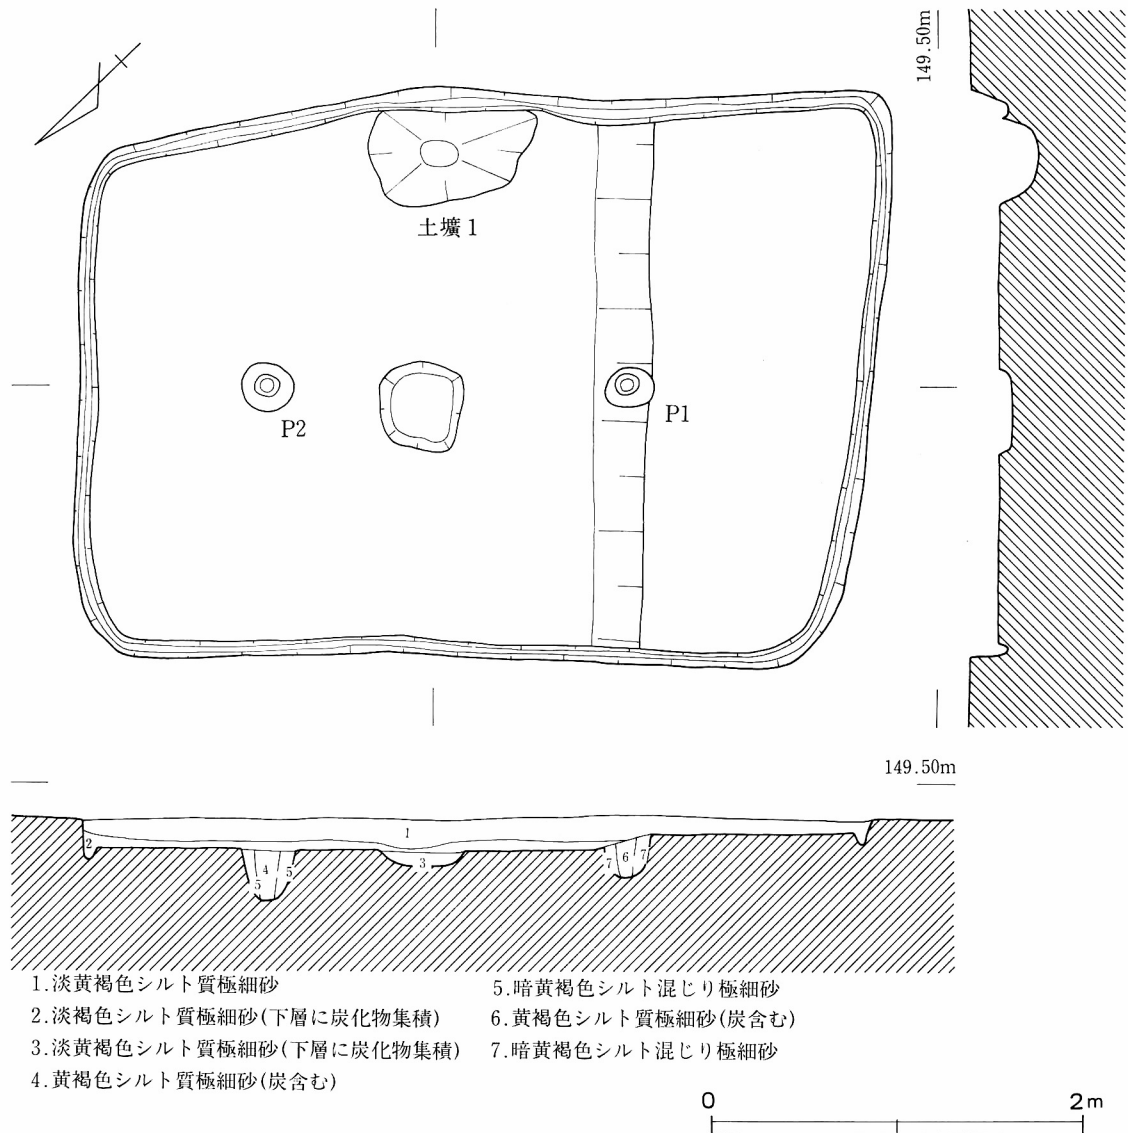 149.50m
土壙1
P2
P1
149.50m
1
2
3
4
5
5
6
7
7
1.淡黄褐色シルト質極細砂
2.淡褐色シルト質極細砂(下層に炭化物集積)
3.淡黄褐色シルト質極細砂(下層に炭化物集積)
4.黄褐色シルト質極細砂(炭含む)
5.暗黄褐色シルト混じり極細砂
6.黄褐色シルト質極細砂(炭含む)
7.暗黄褐色シルト混じり極細砂
0 2m